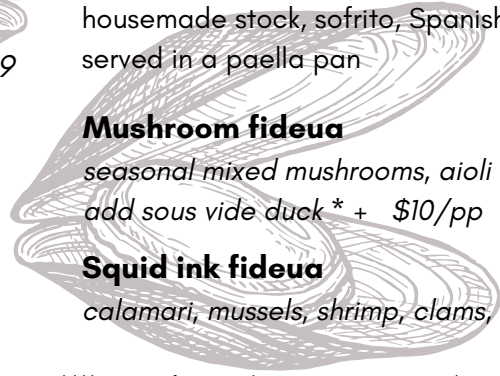 housemade stock, sofrito, Spanish
9
served in a paella pan
Mushroom fideua
seasonal mixed mushrooms, aioli
add sous vide duck * + $10/pp
Squid ink fideua
calamari, mussels, shrimp, clams,